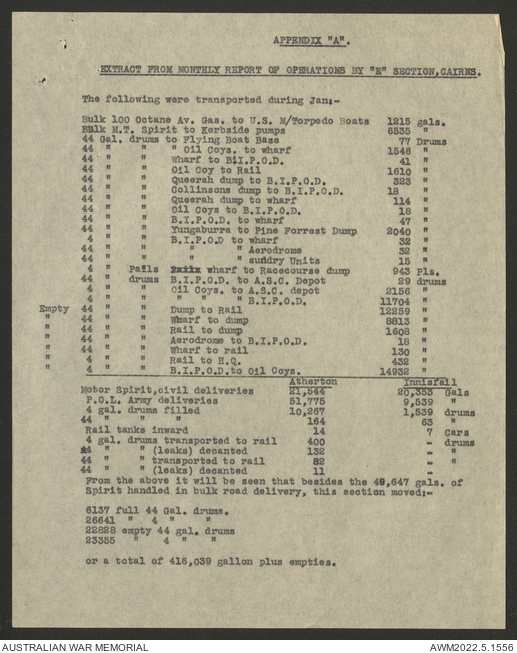 APPENDIX "A".
EXTRACT FROM MONTHLY REPORT OF OPERATIONS BY "E" SECTION,CAIRNS.
The following were transported during Jan:-
Bulk 100 Octane Av. Gas. to U.S. M/Torpedo Boats 1215 gals.
Bulk M.T. Spirit to Kerbside pumps 6535 "
44 Gal. drums to Flying Boat Base 77 Drums
44 " " " Oil Coys. to wharf 1546 "
44 " " Wharf to B.I.P.O.D. 41 "
44 " " Oil Coy to Rail 1610 "
44 " " Queerah dump to B.I.P.O.D. 323 "
44 " " Collinsons dump to B.I.P.O.D. 18 "
44 " " Queerah dump to wharf 114 "
44 " " Oil Coys to B.I.P.O.D. 18 "
44 " " B.I.P.O.D. to wharf 47 "
44 " " Yungaburra to Pine Forrest Dump 2040 "
4 " " B.I.P.O.D to wharf 32 "
44 " " " " Aerodrome 32 "
44 " " " " sundry Units 15 "
4 " Pails wharf to Racecourse dump 943 Pls.
44 " drums B.I.P.O.D. to A.S.C. Depot 29 drums
4 " " Oil Coys. to A.S.C. depot 2156 "
4 " " " " " B.I.P.O.D. 11704 "
Empty 44 " " Dump to Rail 12259 "
" 44 " " Wharf to dump 8813 "
" 44 " " Rail to dump 1608 "
" 44 " " Aerodrome to B.I.P.O.D. 18 "
" 44 " " Wharf to rail 130 "
" 4 " " Rail to H.Q. 432 "
" 4 " " B.I.P.O.D.to Oil Coys. 14932 "
Atherton Innisfail
Motor Spirit,civil deliveries 21,544 20,353 Gals
P.O.L. Army deliveries 51,775 9,539 "
4 gal. drums filled 10,267 1,539 drums
44 " " " 164 63 "
Rail tanks inward 14 7 Cars
4 gal. drums transported to rail 400 - drums
44 " " (leaks) decanted 132 - "
44 " " transported to rail 82 - "
44 " " (leaks) decanted 11 -
From the above it will be seen that besides the 49,647 gals. of
Spirit handled in bulk road delivery, this section moved:-
6137 full 44 Gal. drums.
26641 " 4 " "
22828 empty 44 gal. drums
23355 " 4 " "
or a total of 416,039 gallon plus empties.
AUSTRALIAN WAR MEMORIAL AWM2022.5.1556